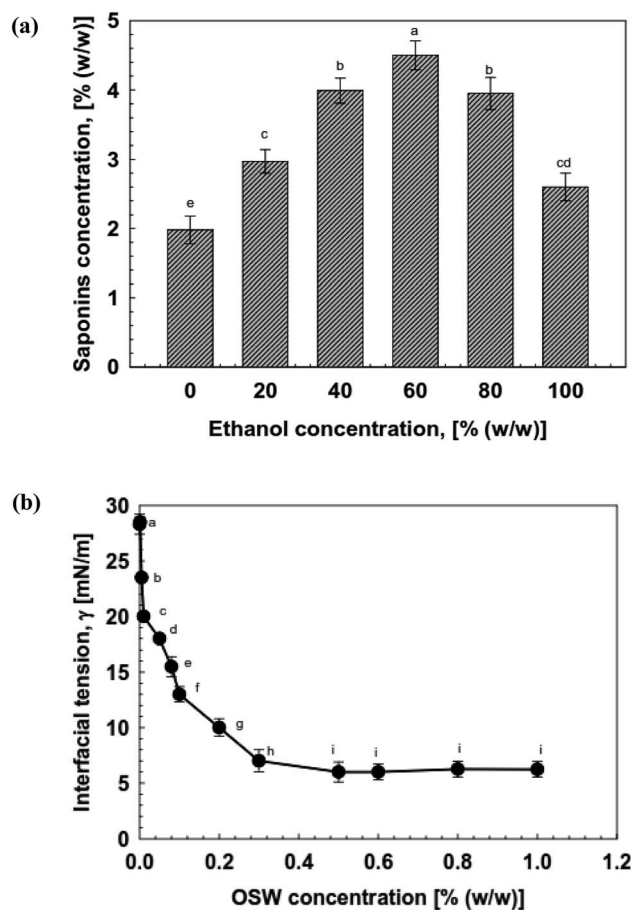 (a)
Saponins concentration, [% (w/w)]
5
4
3
2
1
0
e
c
b
a
b
cd
0 20 40 60 80 100
Ethanol concentration, [% (w/w)]
(b)
Interfacial tension, γ [mN/m]
30
25
20
15
10
5
0
a
b
c
d
e
f
g
h
i
i
i
i
0.0 0.2 0.4 0.6 0.8 1.0 1.2
OSW concentration [% (w/w)]